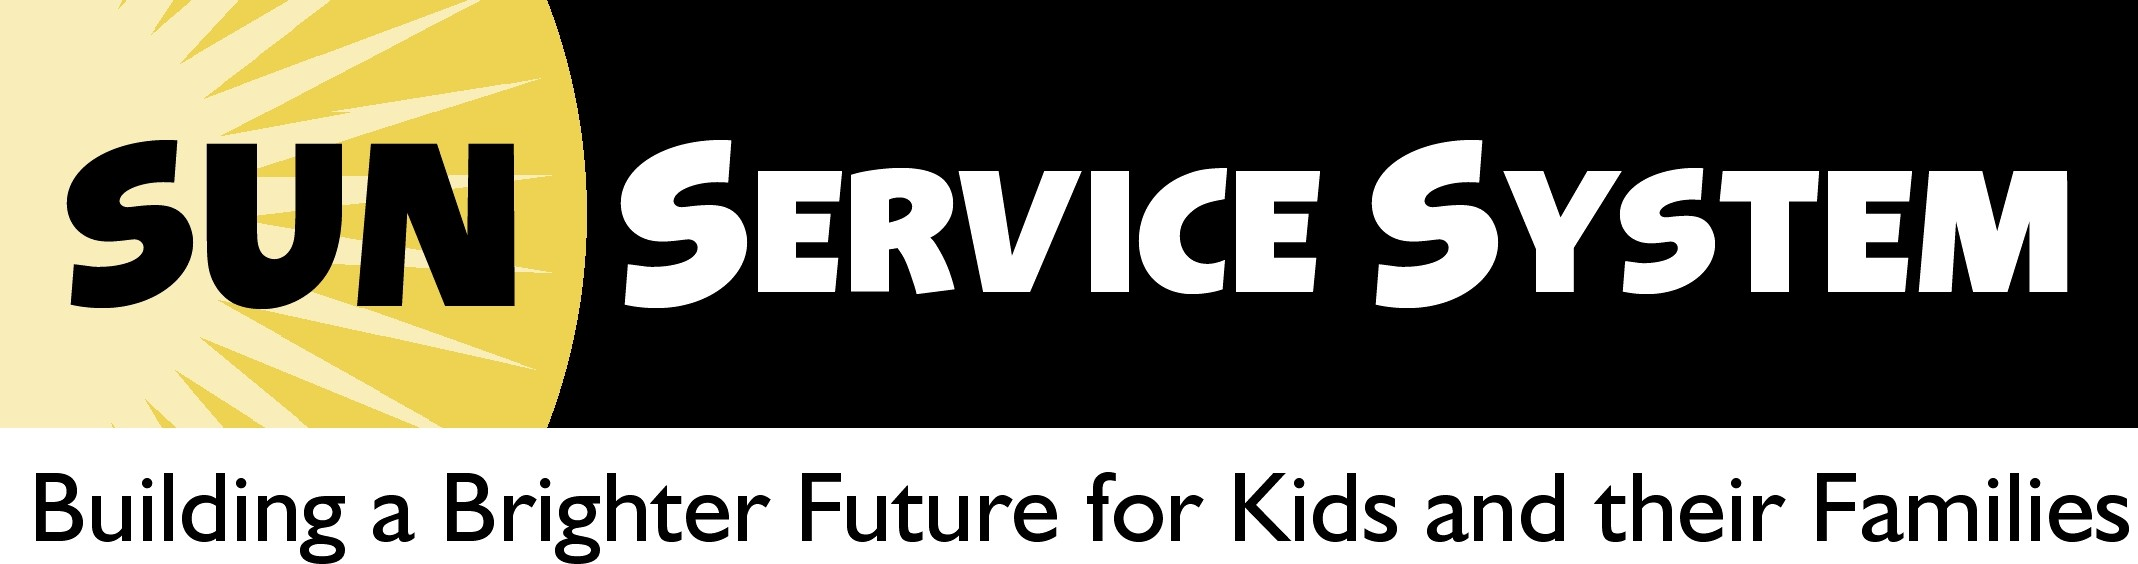 SUN SERVICE SYSTEM
Building a Brighter Future for Kids and their Families